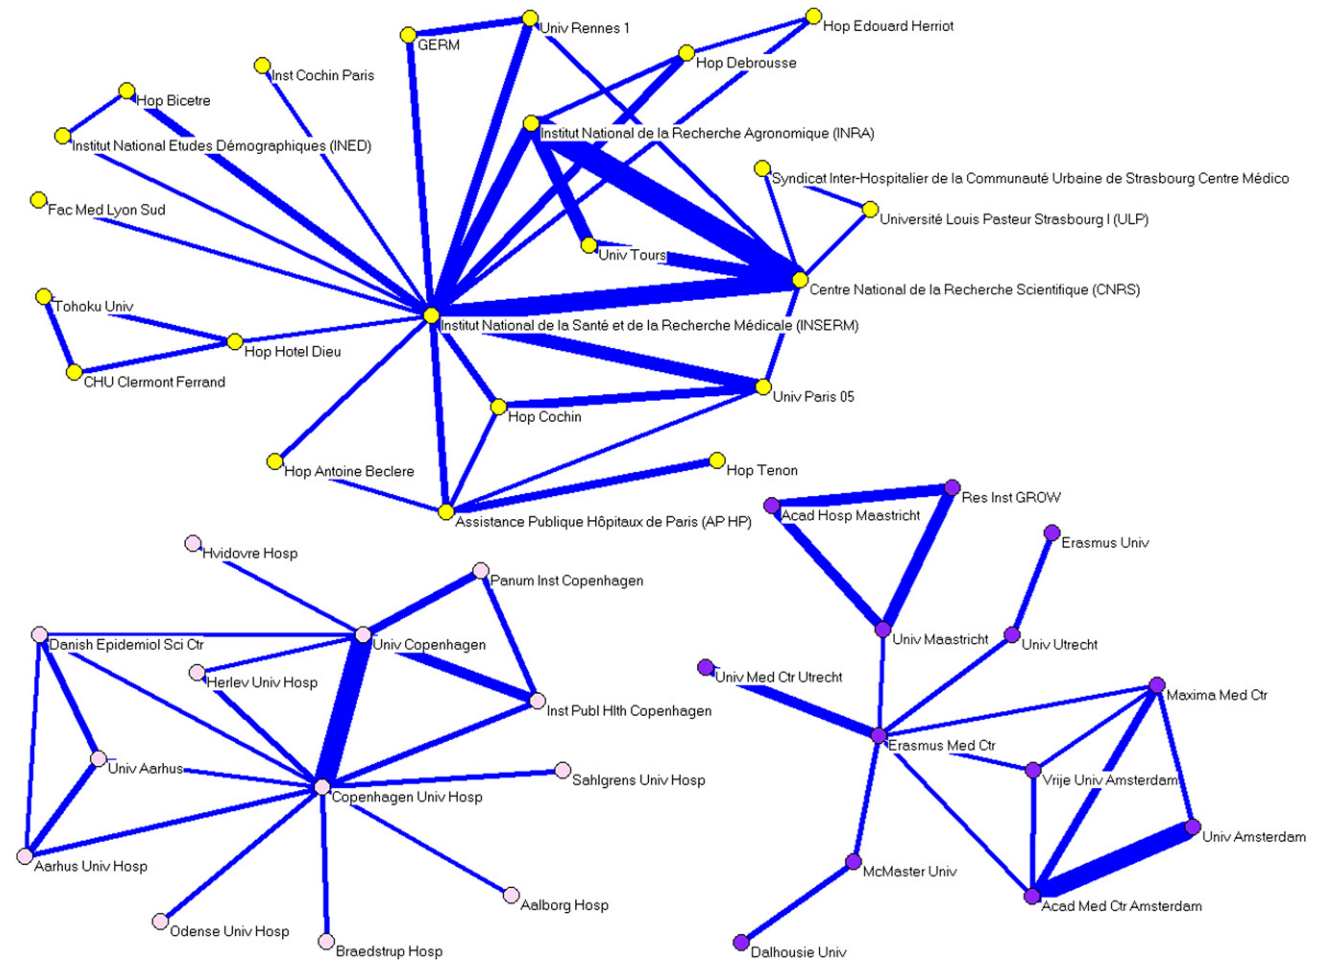 Univ Rennes 1
Hop Edouard Herriot
GERM
Hop Debrousse
Inst Cochin Paris
Hop Bicetre
Institut National de la Recherche Agronomique (INRA)
Institut National Etudes Démographiques (INED)
Syndicat Inter-Hospitalier de la Communauté Urbaine de Strasbourg Centre Médico
Fac Med Lyon Sud
Université Louis Pasteur Strasbourg I (ULP)
Univ Tours
Centre National de la Recherche Scientifique (CNRS)
Tohoku Univ
Institut National de la Santé et de la Recherche Médicale (INSERM)
Hop Hotel Dieu
CHU Clermont Ferrand
Univ Paris 05
Hop Cochin
Hop Antoine Beclere
Hop Tenon
Res Inst GROW
Acad Hosp Maastricht
Assistance Publique Hôpitaux de Paris (AP HP)
Erasmus Univ
Hvidovre Hosp
Panum Inst Copenhagen
Univ Maastricht
Danish Epidemiol Sci Ctr
Univ Copenhagen
Univ Utrecht
Univ Med Ctr Utrecht
Herlev Univ Hosp
Maxima Med Ctr
Inst Publ Hlth Copenhagen
Erasmus Med Ctr
Univ Aarhus
Sahlgrens Univ Hosp
Vrije Univ Amsterdam
Copenhagen Univ Hosp
Univ Amsterdam
Aarhus Univ Hosp
McMaster Univ
Aalborg Hosp
Acad Med Ctr Amsterdam
Odense Univ Hosp
Braedstrup Hosp
Dalhousie Univ